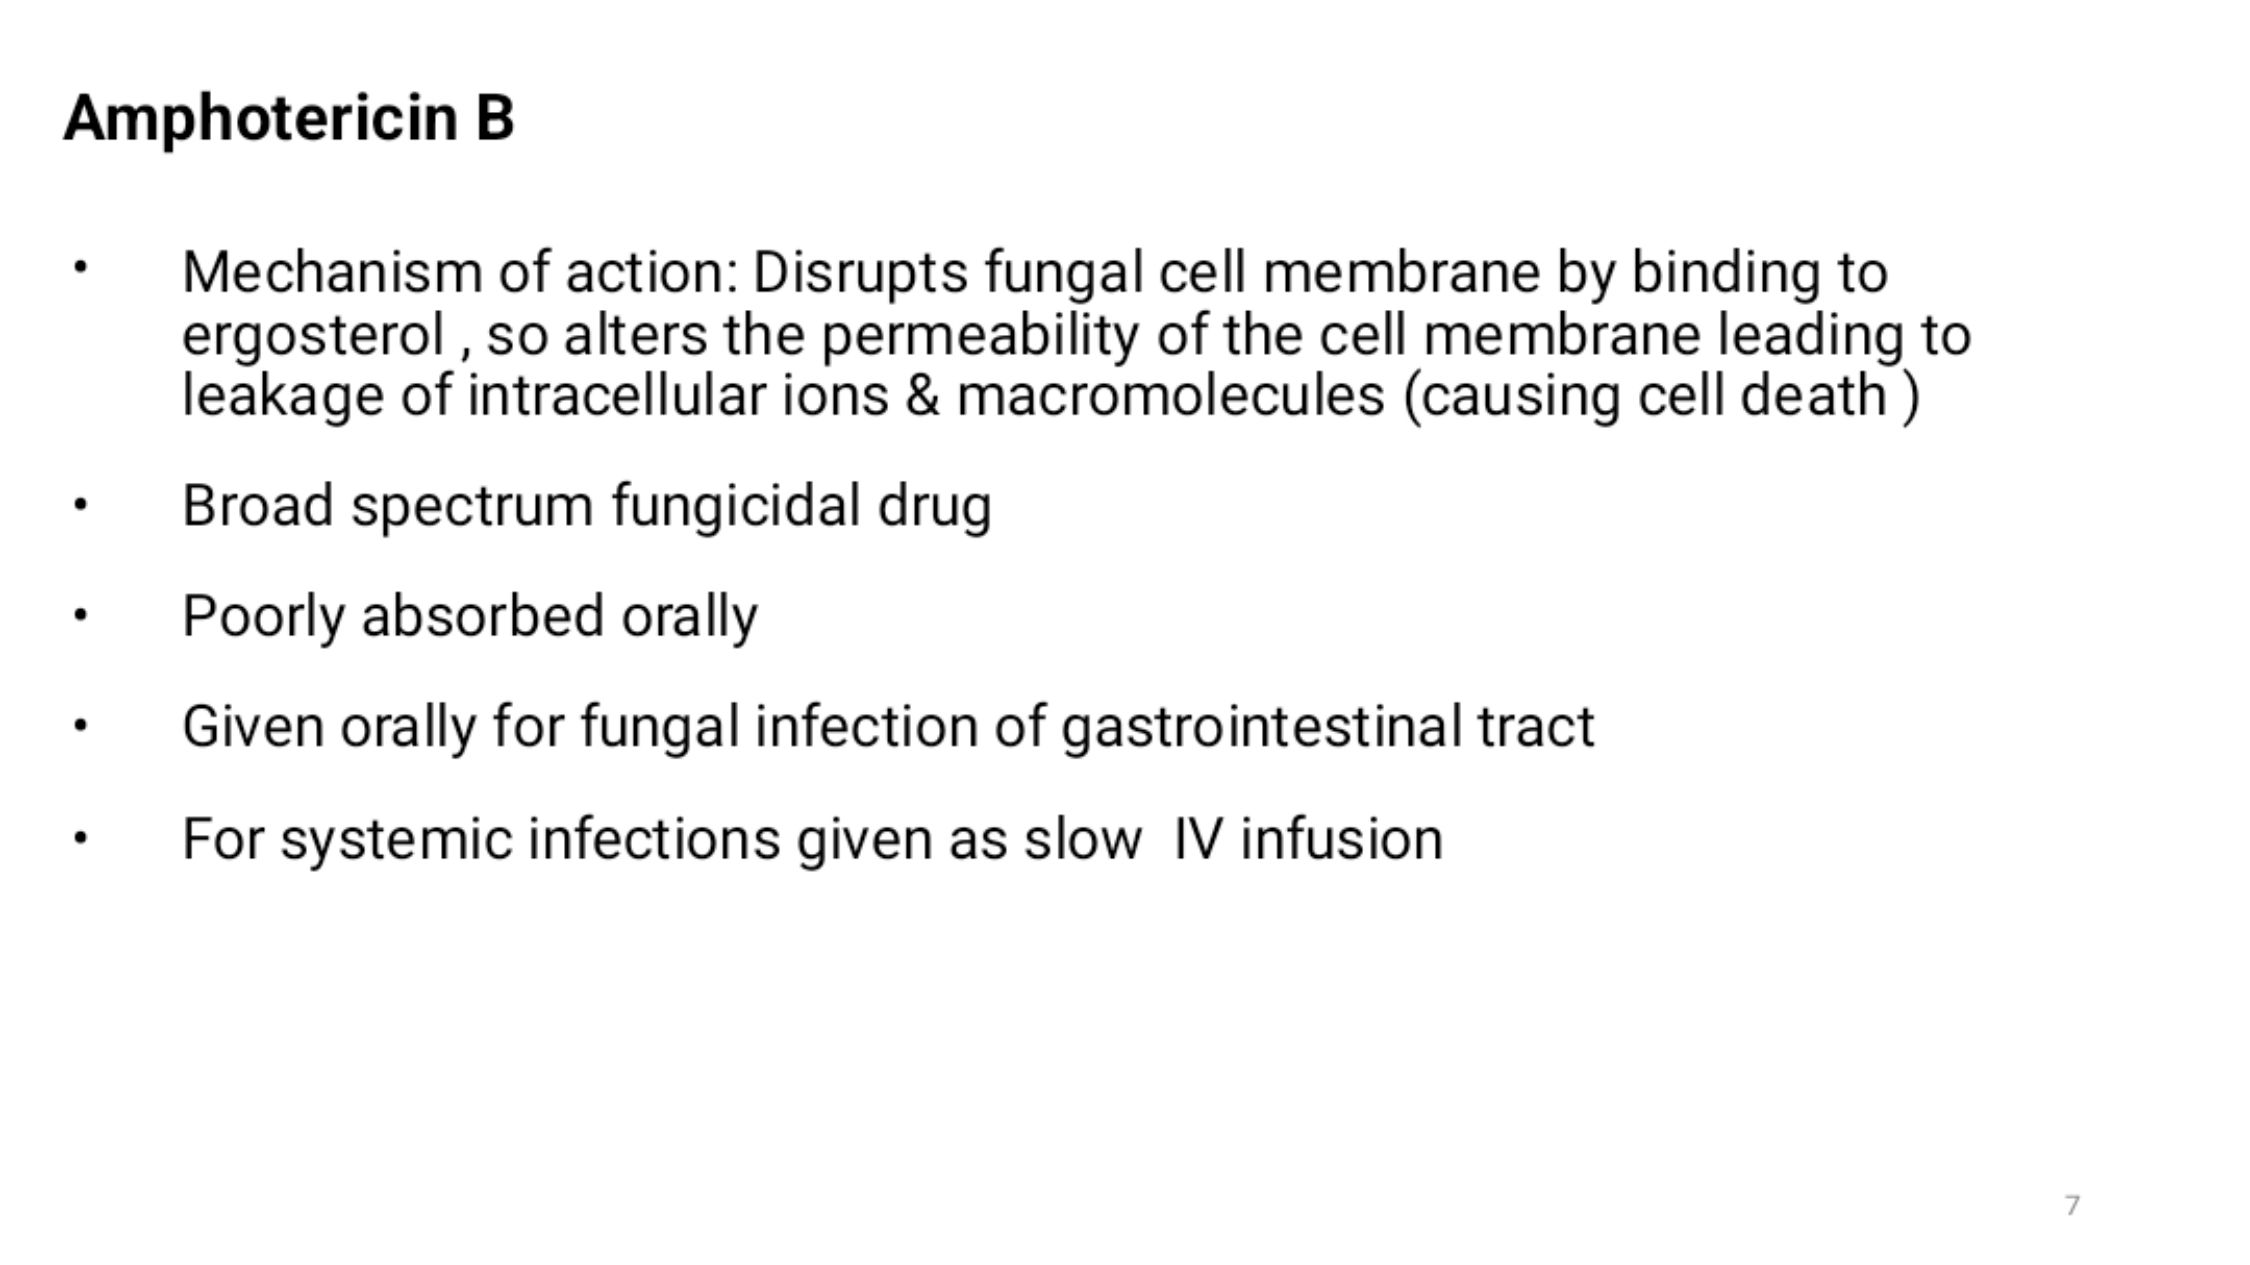 Amphotericin B
• Mechanism of action: Disrupts fungal cell membrane by binding to
ergosterol , so alters the permeability of the cell membrane leading to
leakage of intracellular ions & macromolecules (causing cell death )
• Broad spectrum fungicidal drug
• Poorly absorbed orally
• Given orally for fungal infection of gastrointestinal tract
• For systemic infections given as slow  IV infusion
7